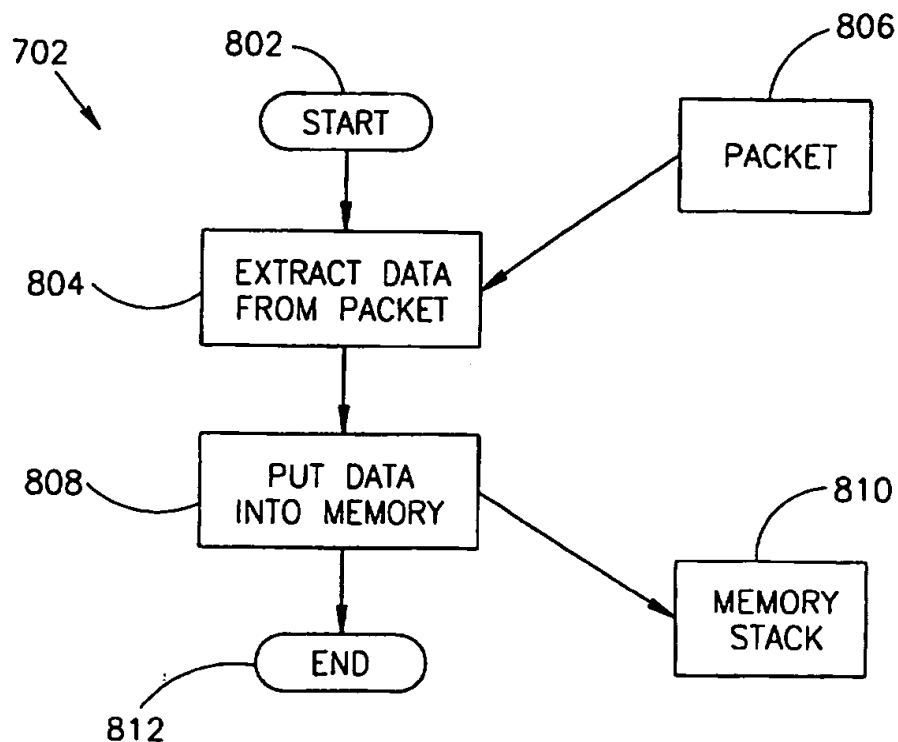 802
806
702
START
PACKET
804
EXTRACT DATA
FROM PACKET
808
PUT DATA
INTO MEMORY
810
MEMORY
STACK
END
812